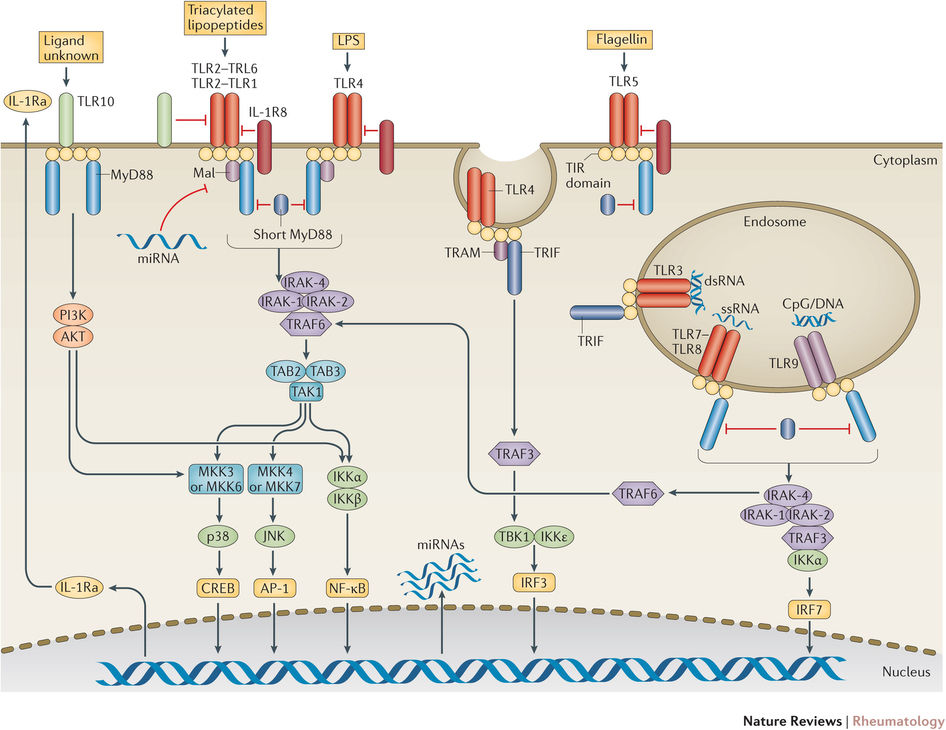 Triacylated
lipopeptides
Ligand
unknown
LPS
Flagellin
TLR2–TRL6
TLR2–TLR1
TLR4
TLR5
IL-1Ra
TLR10
IL-1R8
Cytoplasm
MyD88
Mal
TIR
domain
TLR4
Short MyD88
miRNA
TRAM
TRIF
Endosome
TLR3
dsRNA
ssRNA
CpG/DNA
TRIF
TLR7–
TLR8
TLR9
IRAK-4
IRAK-1
IRAK-2
TRAF6
PI3K
AKT
TAB2
TAB3
TAK1
TRAF3
MKK3
or MKK6
MKK4
or MKK7
IKKα
IKKβ
TRAF6
IRAK-4
IRAK-1
IRAK-2
TRAF3
IKKα
p38
JNK
TBK1
IKKε
miRNAs
IL-1Ra
CREB
AP-1
NF-κB
IRF3
IRF7
Nucleus
Nature Reviews | Rheumatology